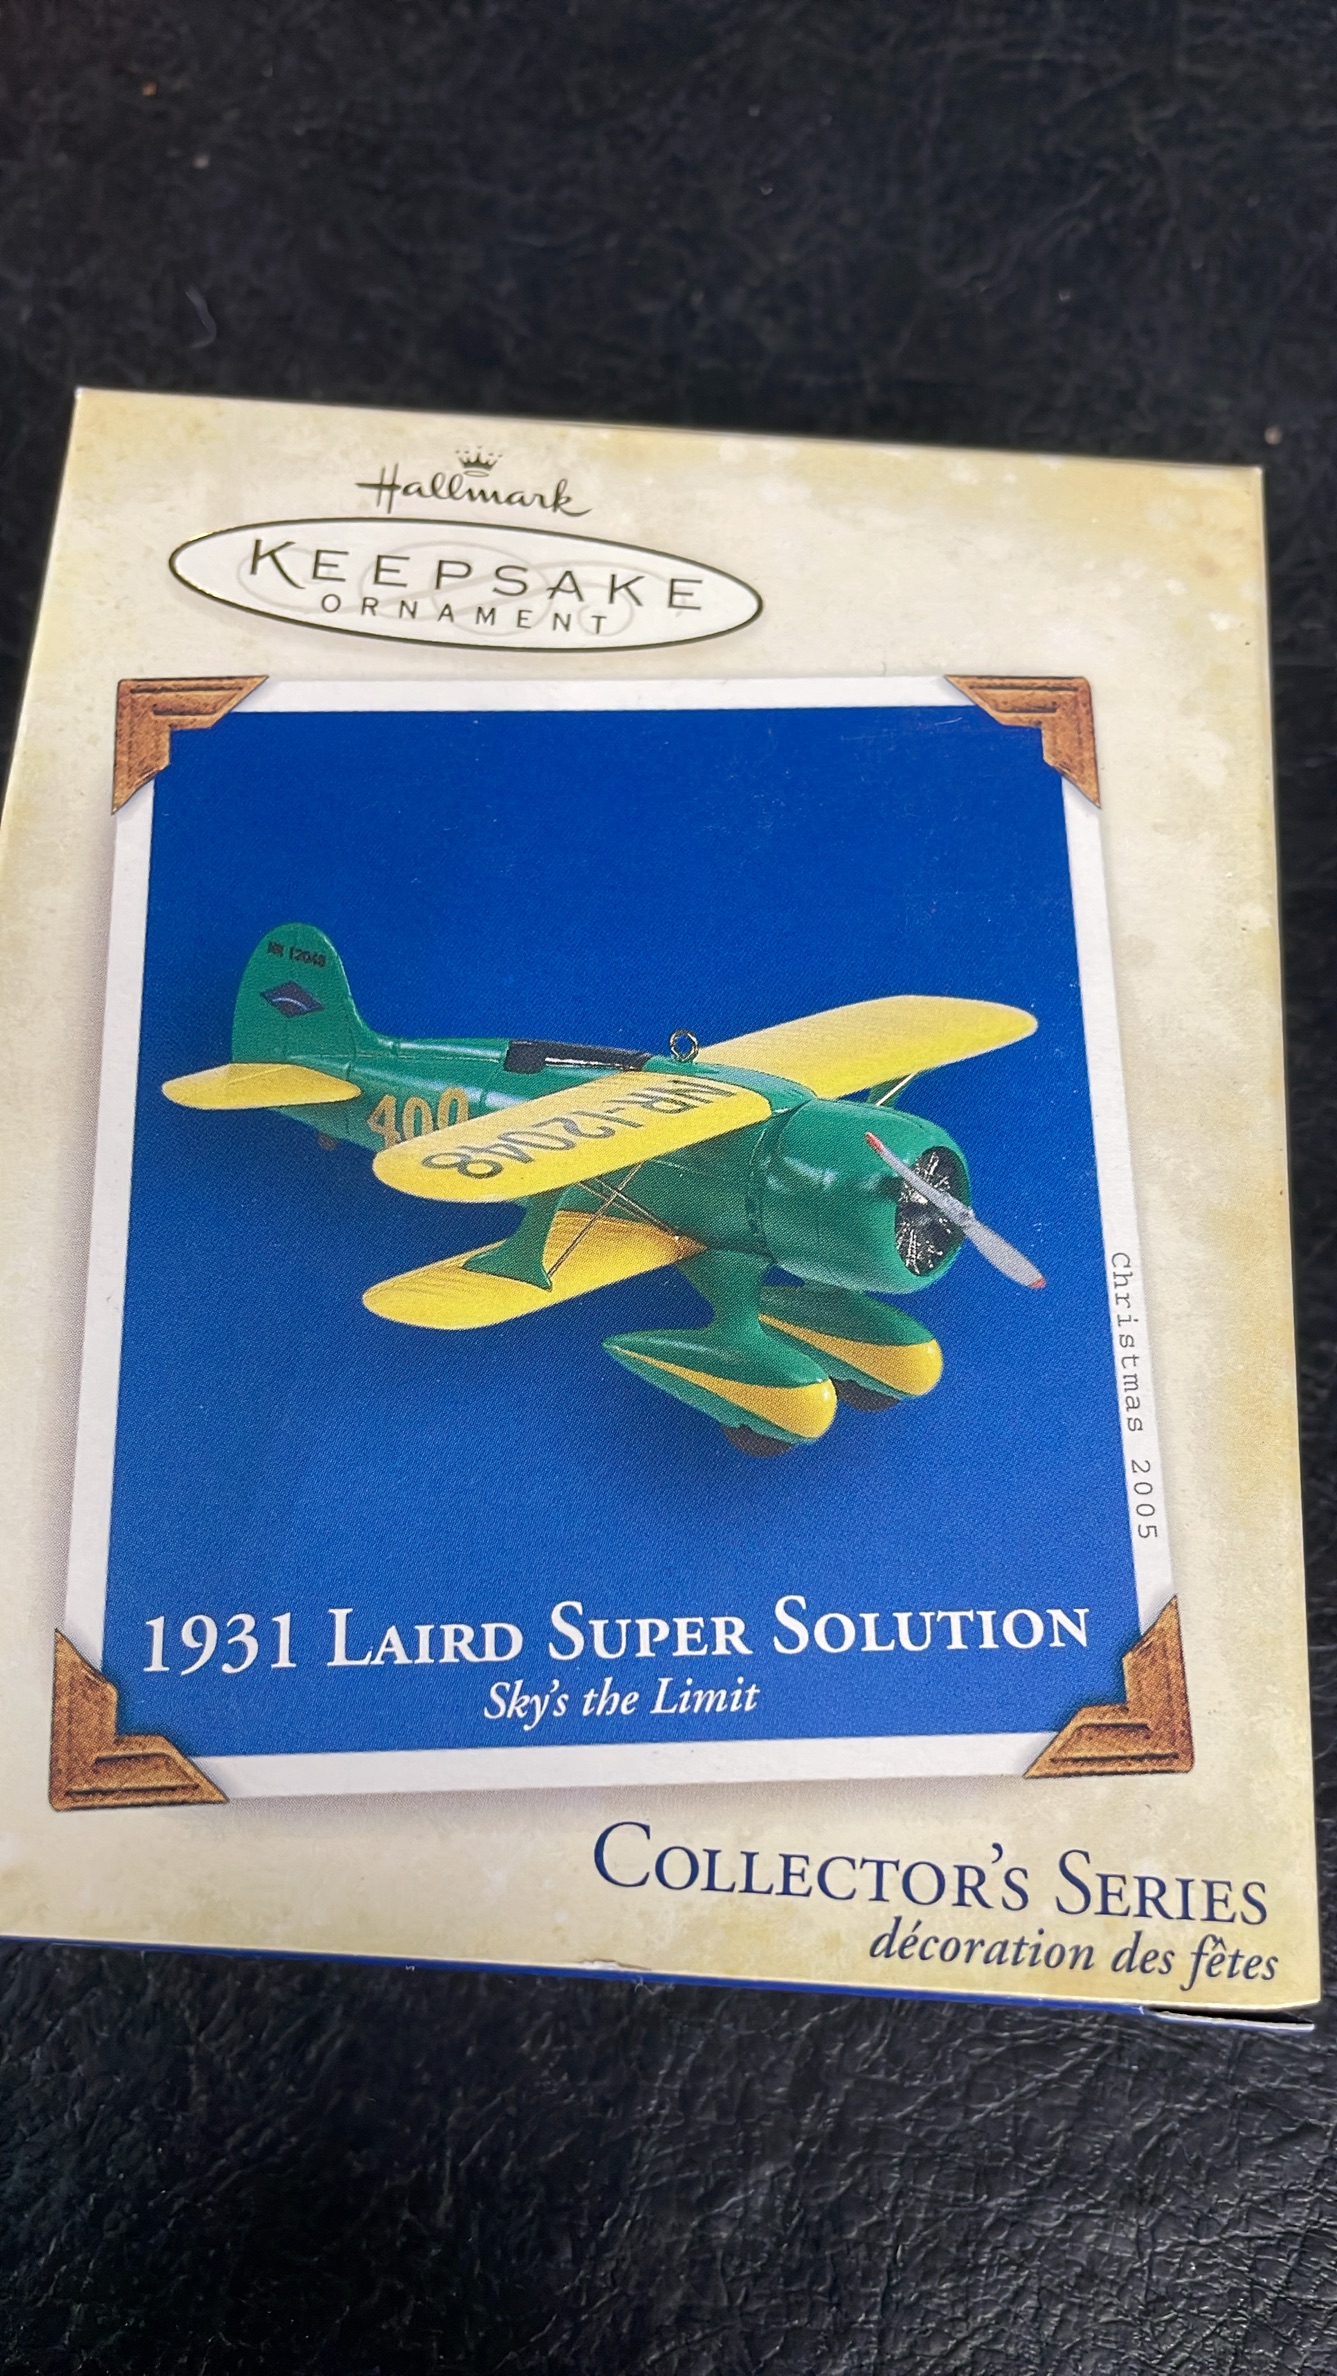 Hallmark
KEEPSAKE
ORNAMENT
NR 12048
400
NR-12048
Christmas 2005
1931 LAIRD SUPER SOLUTION
Sky's the Limit
COLLECTOR'S SERIES
décoration des fêtes